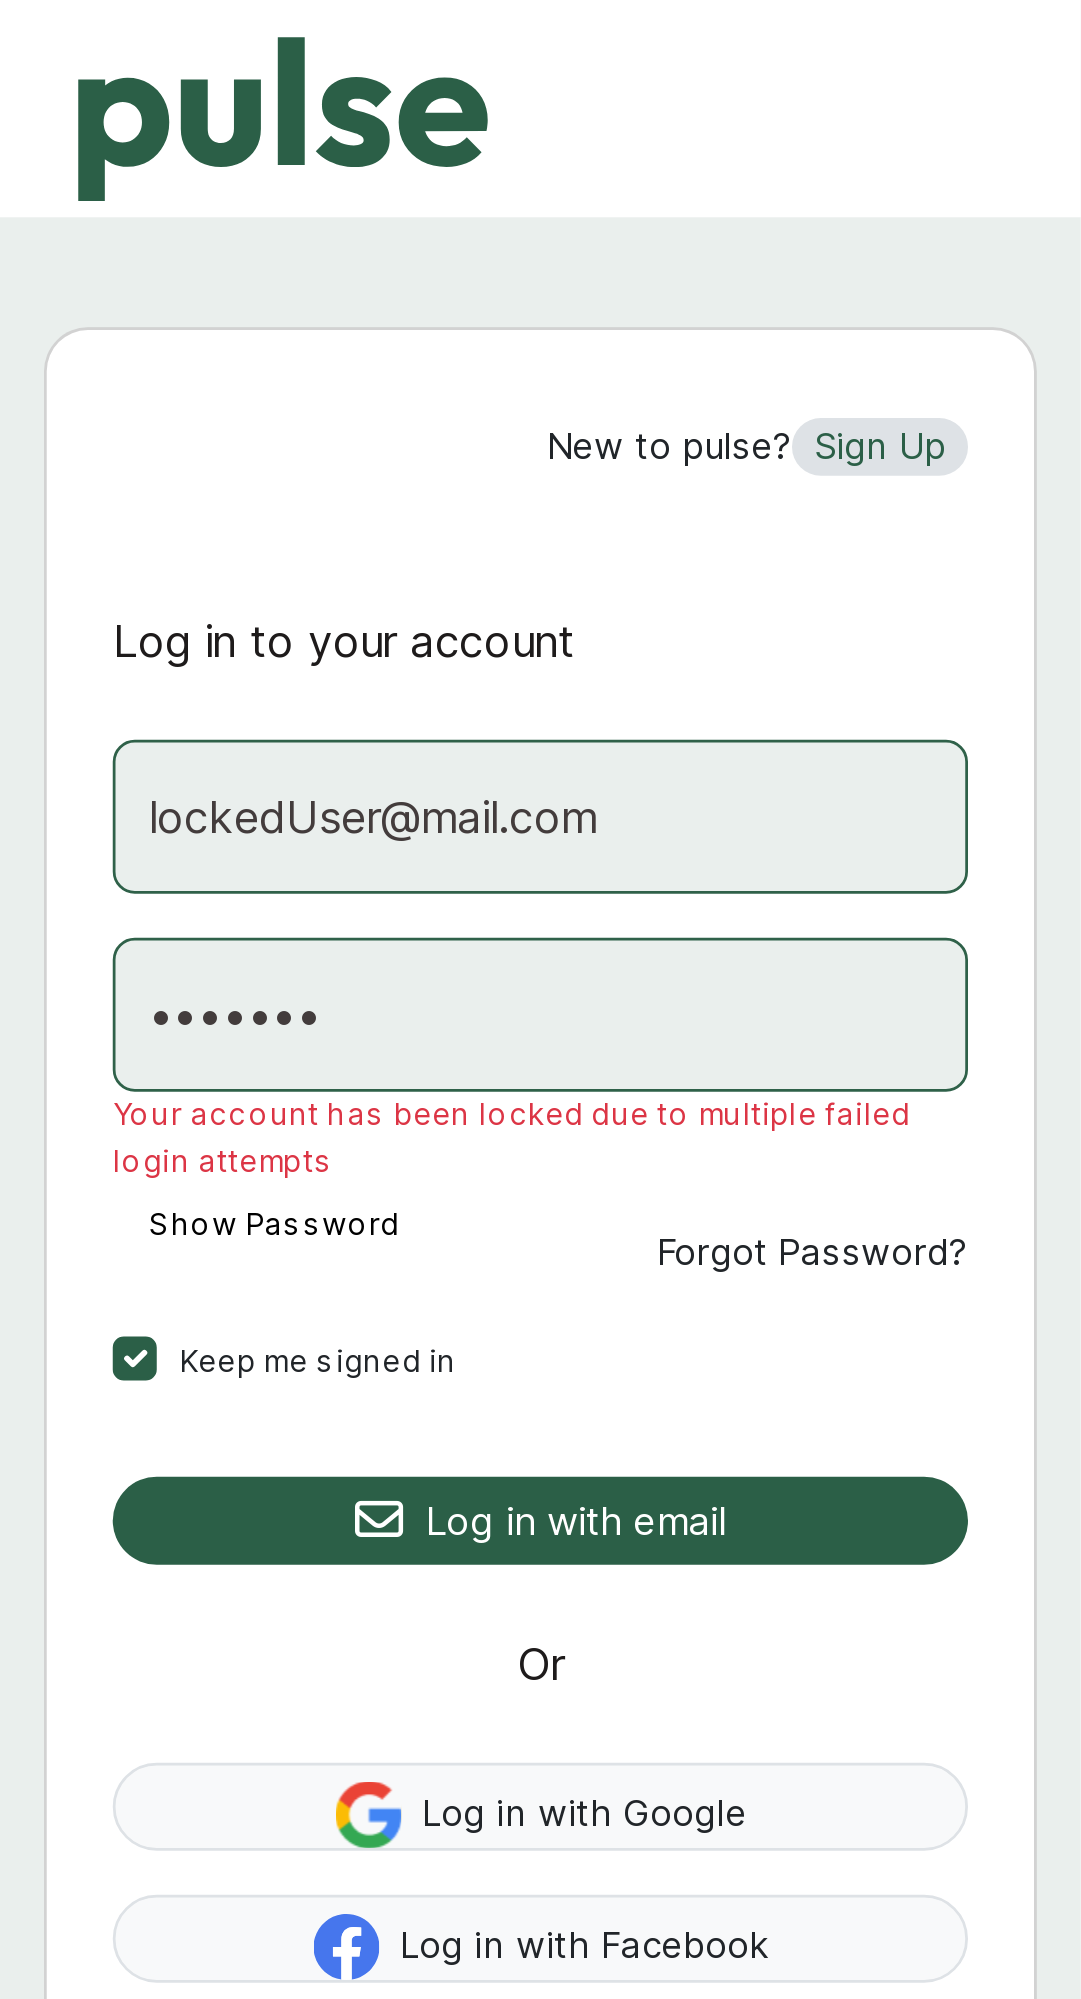 pulse
New to pulse? Sign Up
Log in to your account
lockedUser@mail.com
•••••••
Your account has been locked due to multiple failed
login attempts
Show Password
Forgot Password?
Keep me signed in
Log in with email
Or
Log in with Google
Log in with Facebook